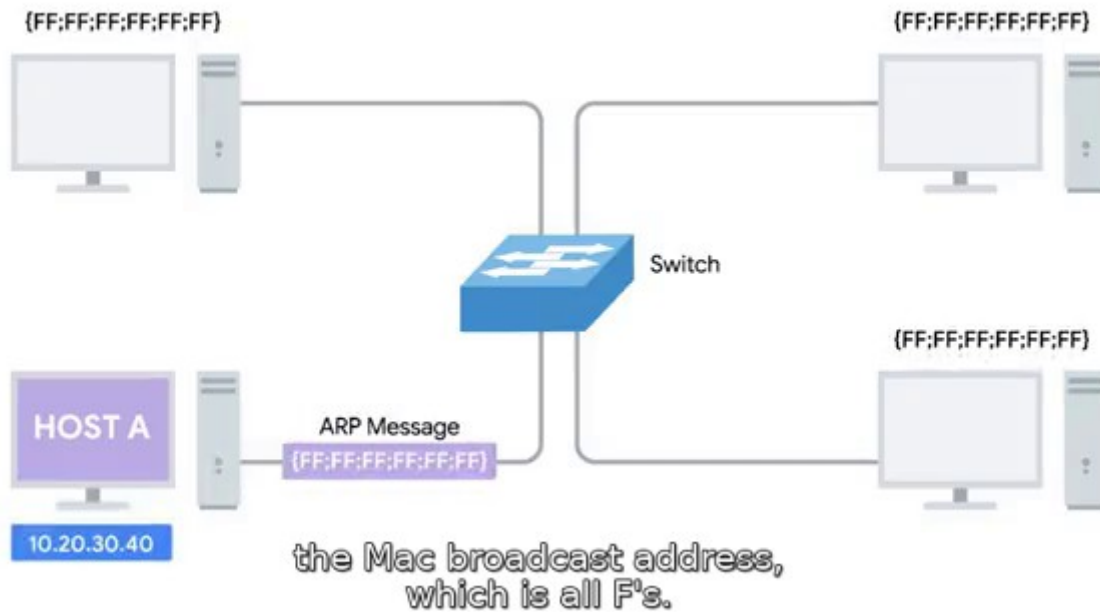 {FF;FF;FF;FF;FF;FF}
{FF;FF;FF;FF;FF;FF}
Switch
{FF;FF;FF;FF;FF;FF}
HOST A
ARP Message
{FF;FF;FF;FF;FF;FF}
10.20.30.40
the Mac broadcast address,
which is all F's.